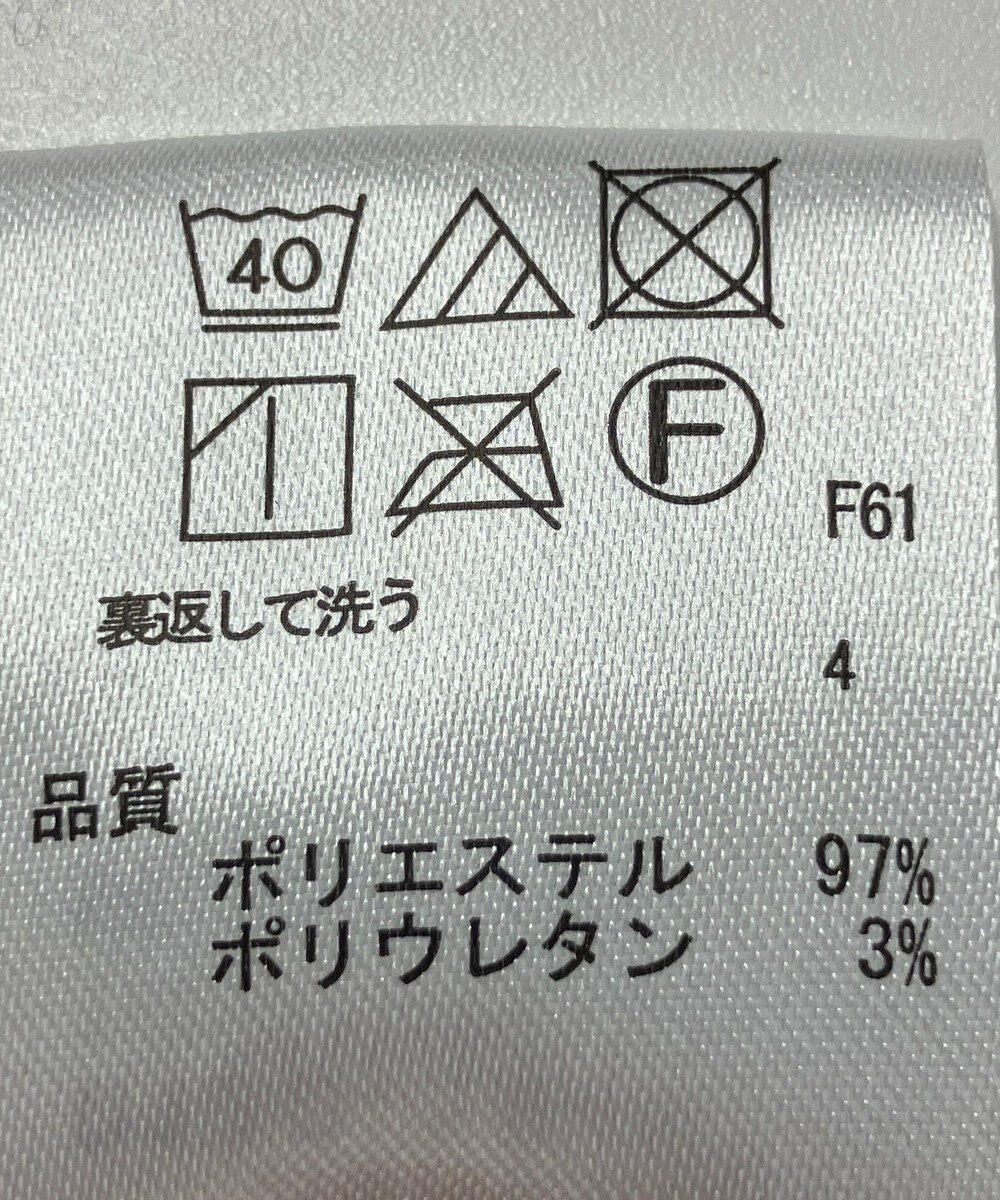 40
F
F61
裏返して洗う
4
品質
ポリエステル 97%
ポリウレタン 3%